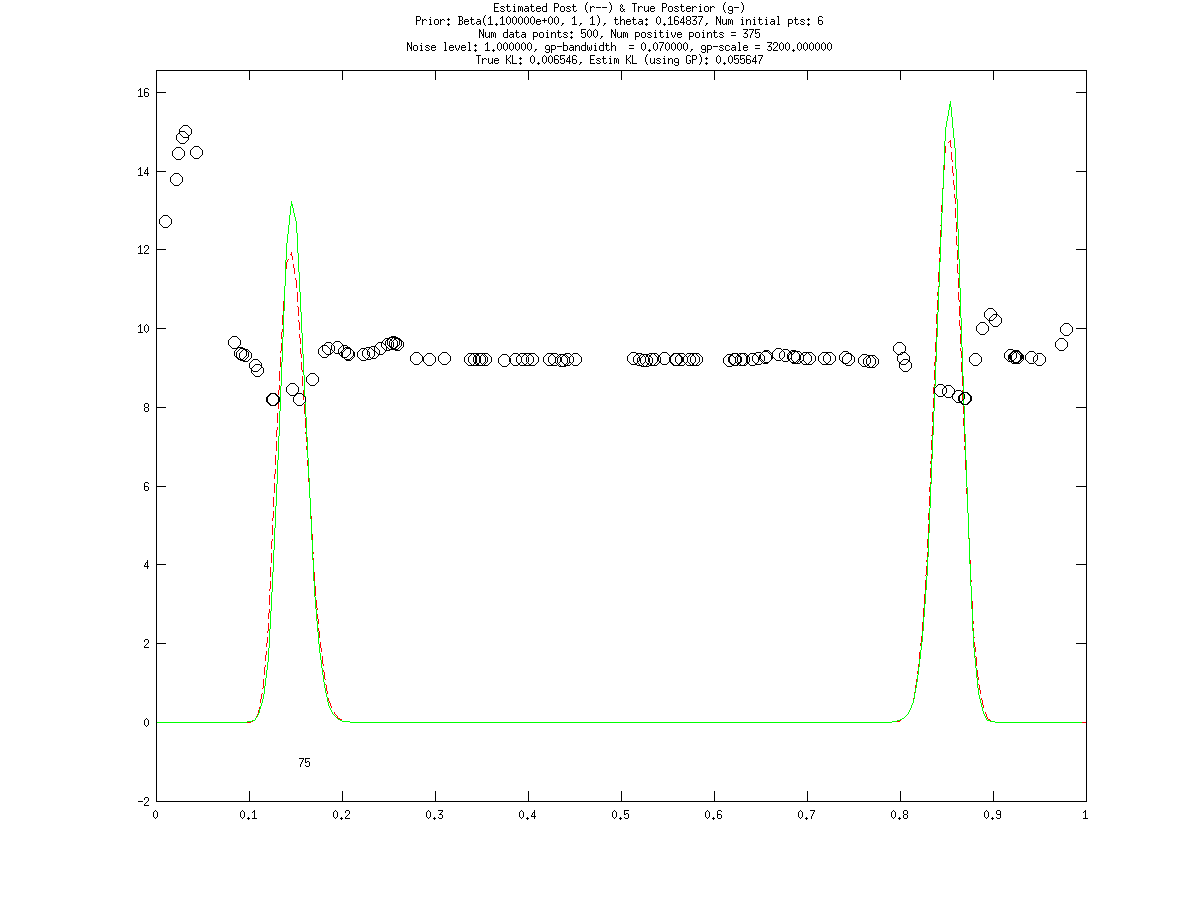 Estimated Post (r--) & True Posterior (g-)
Prior: Beta(1.100000e+00, 1, 1), theta: 0.164837, Num initial pts: 6
Num data points: 500, Num positive points = 375
Noise level: 1.000000, gp-bandwidth  = 0.070000, gp-scale = 3200.000000
True KL: 0.006546, Estim KL (using GP): 0.055647
16
14
12
10
8
6
4
2
0
75
-2
0 0.1 0.2 0.3 0.4 0.5 0.6 0.7 0.8 0.9 1